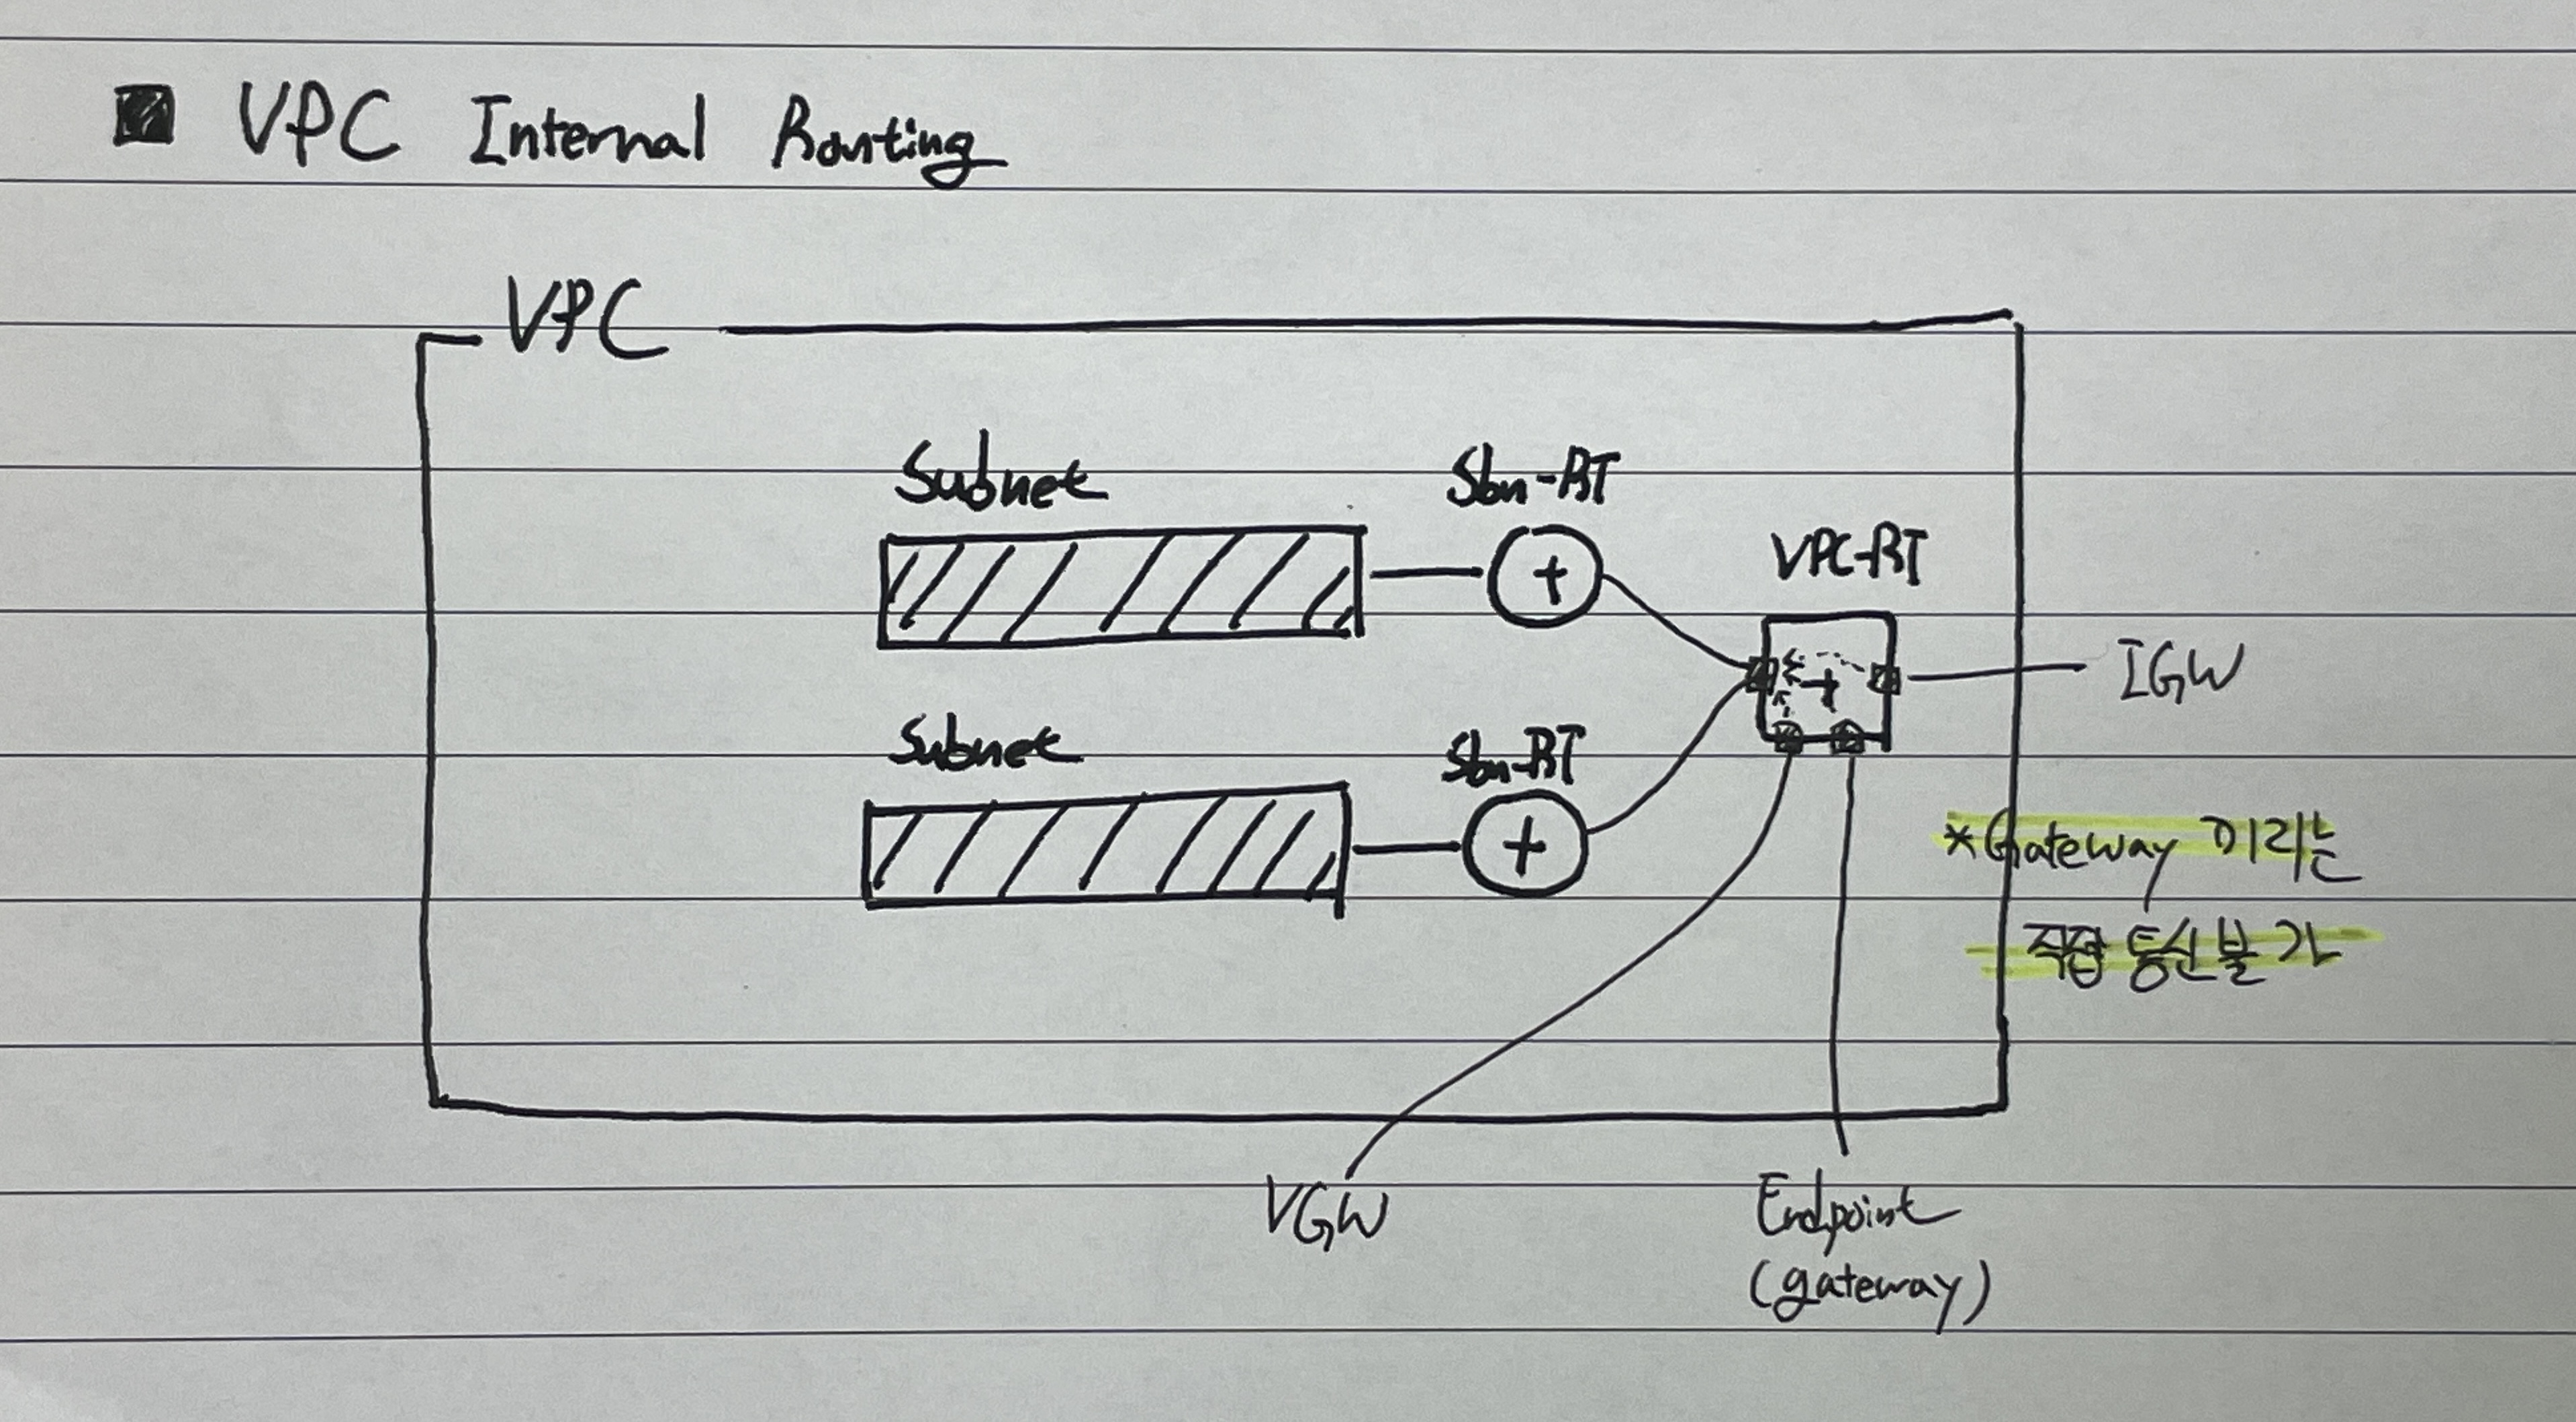 VPC Internal Routing
VPC
Subnet
Sbn-RT
VPC-RT
IGW
Subnet
Sbn-RT
*Gateway 끼리는
직접 통신 불가
VGW
Endpoint
(gateway)